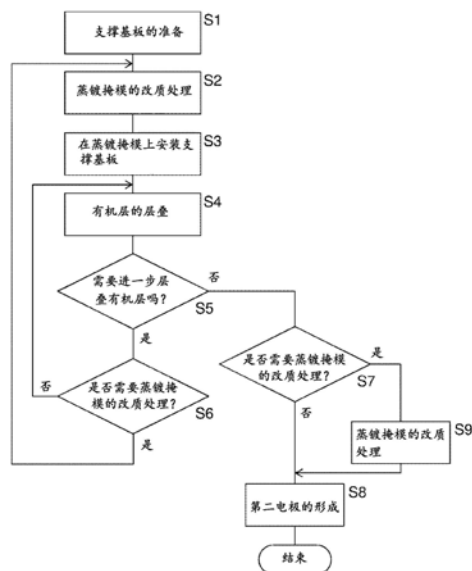 支撑基板的准备
S1
蒸镀掩模的改质处理
S2
在蒸镀掩模上安装支
撑基板
S3
有机层的层叠
S4
需要进一步层
叠有机层吗?
S5
否
是
是否需要蒸镀掩
模的改质处理?
S6
否
是
是否需要蒸镀掩模
的改质处理?
S7
是
否
蒸镀掩模的改质
处理
S9
第二电极的形成
S8
结束